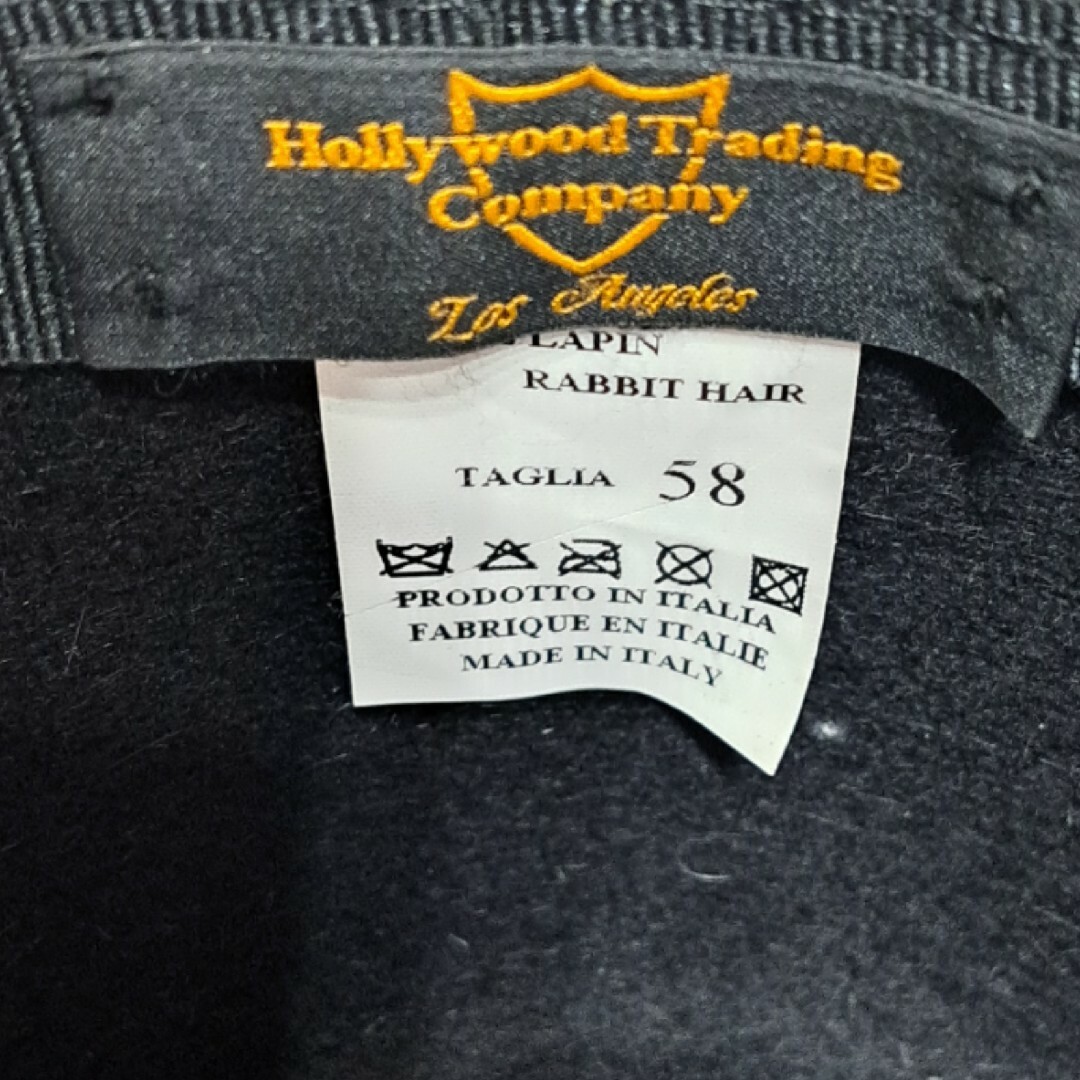 Hollywood Trading
Company
Los Angeles
LAPIN
RABBIT HAIR
TAGLIA 58
PRODOTTO IN ITALIA
FABRIQUE EN ITALIE
MADE IN ITALY